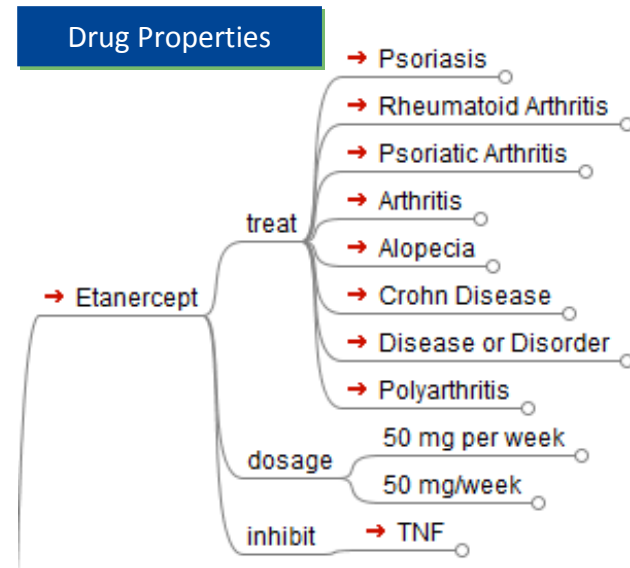 Drug Properties
Psoriasis
Rheumatoid Arthritis
Psoriatic Arthritis
treat
Arthritis
Alopecia
Etanercept
Crohn Disease
Disease or Disorder
Polyarthritis
50 mg per week
dosage
50 mg/week
inhibit
TNF